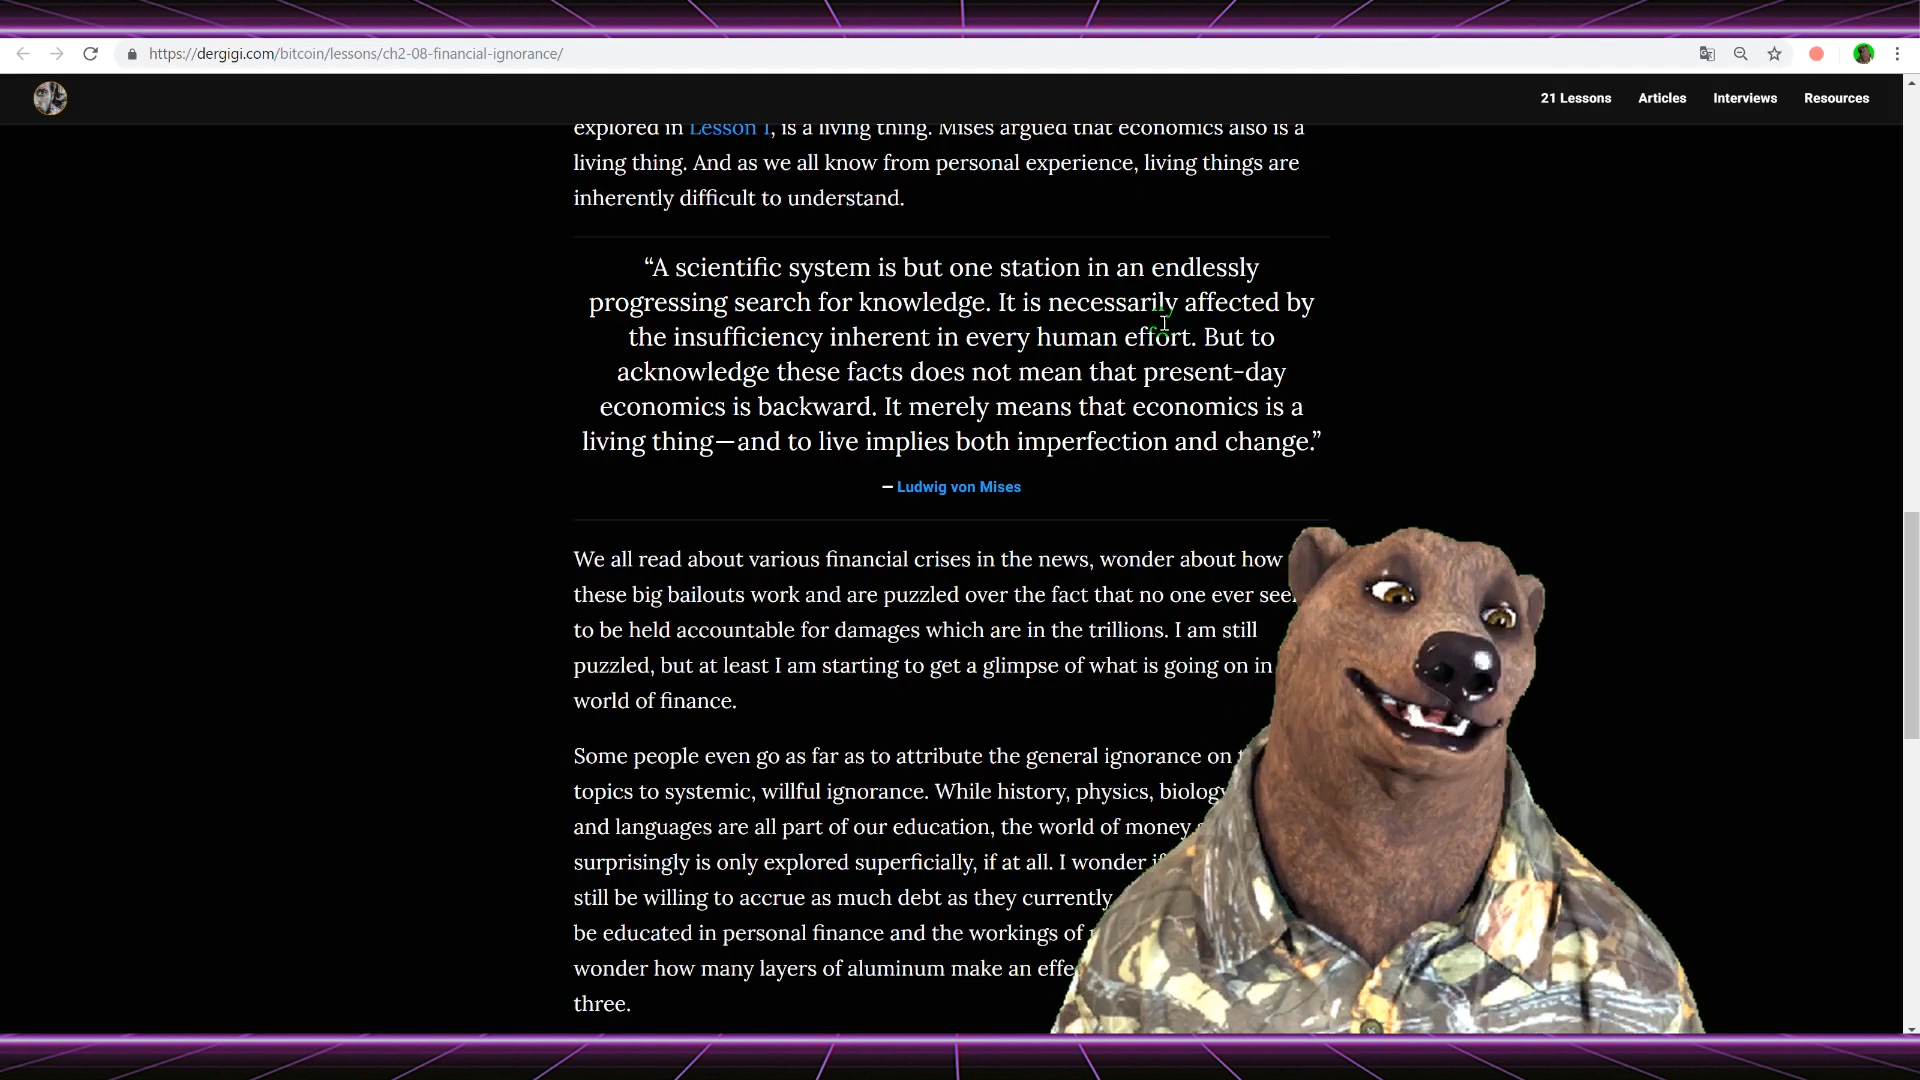 https://dergigi.com/bitcoin/lessons/ch2-08-financial-ignorance/
21 Lessons Articles Interviews Resources
explored in Lesson 1, is a living thing. Mises argued that economics also is a
living thing. And as we all know from personal experience, living things are
inherently difficult to understand.
“A scientific system is but one station in an endlessly
progressing search for knowledge. It is necessarily affected by
the insufficiency inherent in every human effort. But to
acknowledge these facts does not mean that present-day
economics is backward. It merely means that economics is a
living thing—and to live implies both imperfection and change.”
— Ludwig von Mises
We all read about various financial crises in the news, wonder about how
these big bailouts work and are puzzled over the fact that no one ever
to be held accountable for damages which are in the trillions. I am still
puzzled, but at least I am starting to get a glimpse of what is going on in
world of finance.
Some people even go as far as to attribute the general ignorance on
topics to systemic, willful ignorance. While history, physics, biology
and languages are all part of our education, the world of money
surprisingly is only explored superficially, if at all. I wonder
still be willing to accrue as much debt as they currently
be educated in personal finance and the workings of
wonder how many layers of aluminum make an
three.